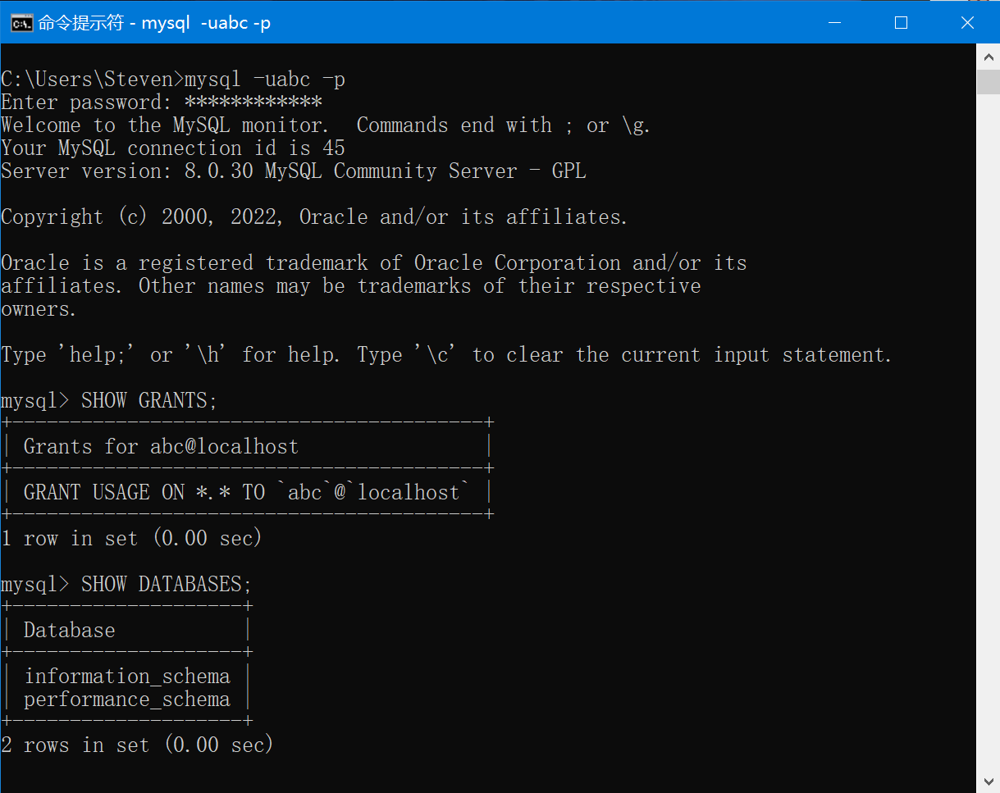 命令提示符 - mysql  -uabc -p
C:\Users\Steven>mysql -uabc -p
Enter password: ************
Welcome to the MySQL monitor.  Commands end with ; or \g.
Your MySQL connection id is 45
Server version: 8.0.30 MySQL Community Server - GPL
Copyright (c) 2000, 2022, Oracle and/or its affiliates.
Oracle is a registered trademark of Oracle Corporation and/or its
affiliates. Other names may be trademarks of their respective
owners.
Type 'help;' or '\h' for help. Type '\c' to clear the current input statement.
mysql> SHOW GRANTS;
+-----------------------------------------+
| Grants for abc@localhost                |
+-----------------------------------------+
| GRANT USAGE ON *.* TO `abc`@`localhost` |
+-----------------------------------------+
1 row in set (0.00 sec)
mysql> SHOW DATABASES;
+--------------------+
| Database           |
+--------------------+
| information_schema |
| performance_schema |
+--------------------+
2 rows in set (0.00 sec)